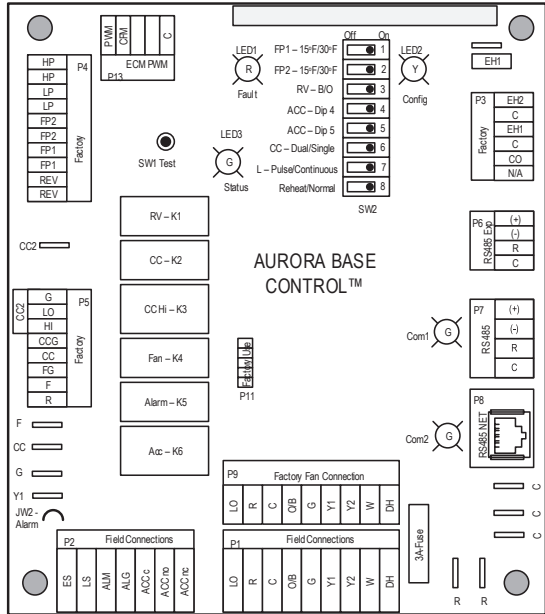 PWM
CFM
C
ECM PWM
P13
Off On
LED1
R
Fault
FP1 – 15ºF/30ºF 1
FP2 – 15ºF/30ºF 2
RV – B/O 3
ACC – Dip 4 4
ACC – Dip 5 5
CC – Dual/Single 6
L – Pulse/Continuous 7
Reheat/Normal 8
SW2
LED2
Y
Config
EH1
P4
HP
HP
LP
LP
FP2
FP2
FP1
FP1
REV
REV
Factory
SW1 Test
LED3
G
Status
P3
EH2
C
EH1
C
CO
N/A
Factory
CC2
RV – K1
CC – K2
CC Hi – K3
Fan – K4
Alarm – K5
Acc – K6
AURORA BASE
CONTROL™
P6
RS485 Exp
(+)
(-)
R
C
CC2
P5
G
LO
HI
CCG
CC
FG
F
R
Factory
Factory Use
P11
Com1
G
P7
RS485
(+)
(-)
R
C
Com2
G
P8
RS485 NET
F
CC
G
Y1
JW2 -
Alarm
P9 Factory Fan Connection
LO R C O/B G Y1 Y2 W DH
P2 Field Connections
ES LS ALM ALG ACC c ACC no ACC nc
P1 Field Connections
LO R C O/B G Y1 Y2 W DH
3A-Fuse
C
C
C
R R